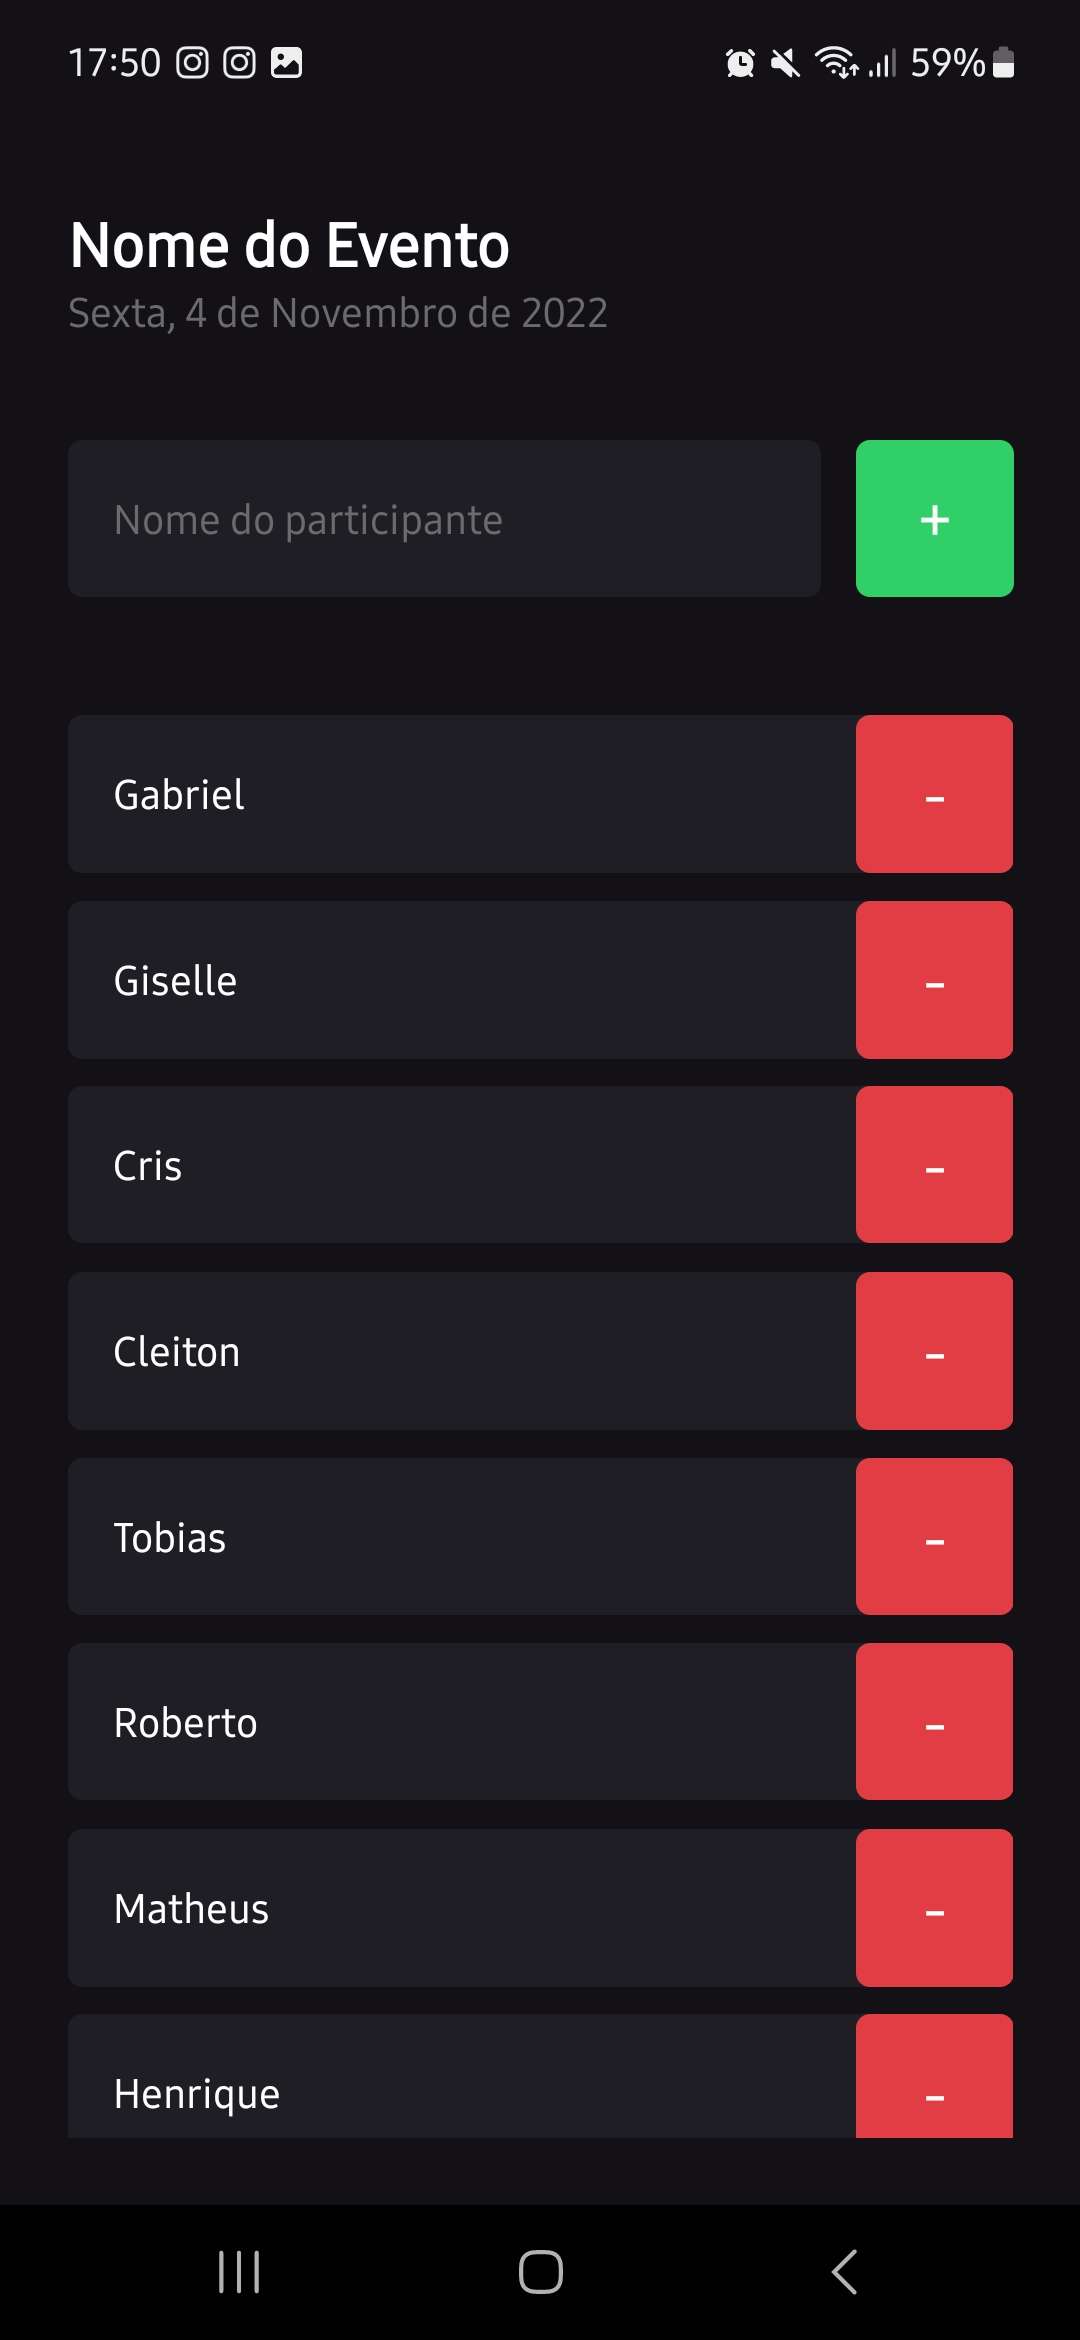 17:50 59%
Nome do Evento
Sexta, 4 de Novembro de 2022
Nome do participante +
Gabriel -
Giselle -
Cris -
Cleiton -
Tobias -
Roberto -
Matheus -
Henrique -